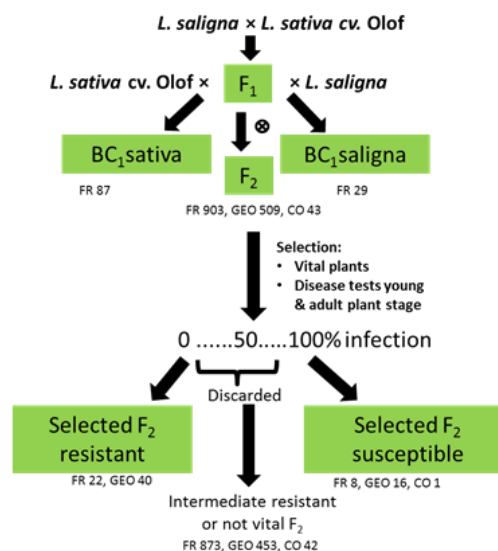 L. saligna × L. sativa cv. Olof
L. sativa cv. Olof ×
F1
× L. saligna
⊗
BC1sativa
F2
BC1saligna
FR 87
FR 903, GEO 509, CO 43
FR 29
Selection:
• Vital plants
• Disease tests young
& adult plant stage
0 ......50.....100% infection
Discarded
Selected F2
resistant
Selected F2
susceptible
FR 22, GEO 40
FR 8, GEO 16, CO 1
Intermediate resistant
or not vital F2
FR 873, GEO 453, CO 42